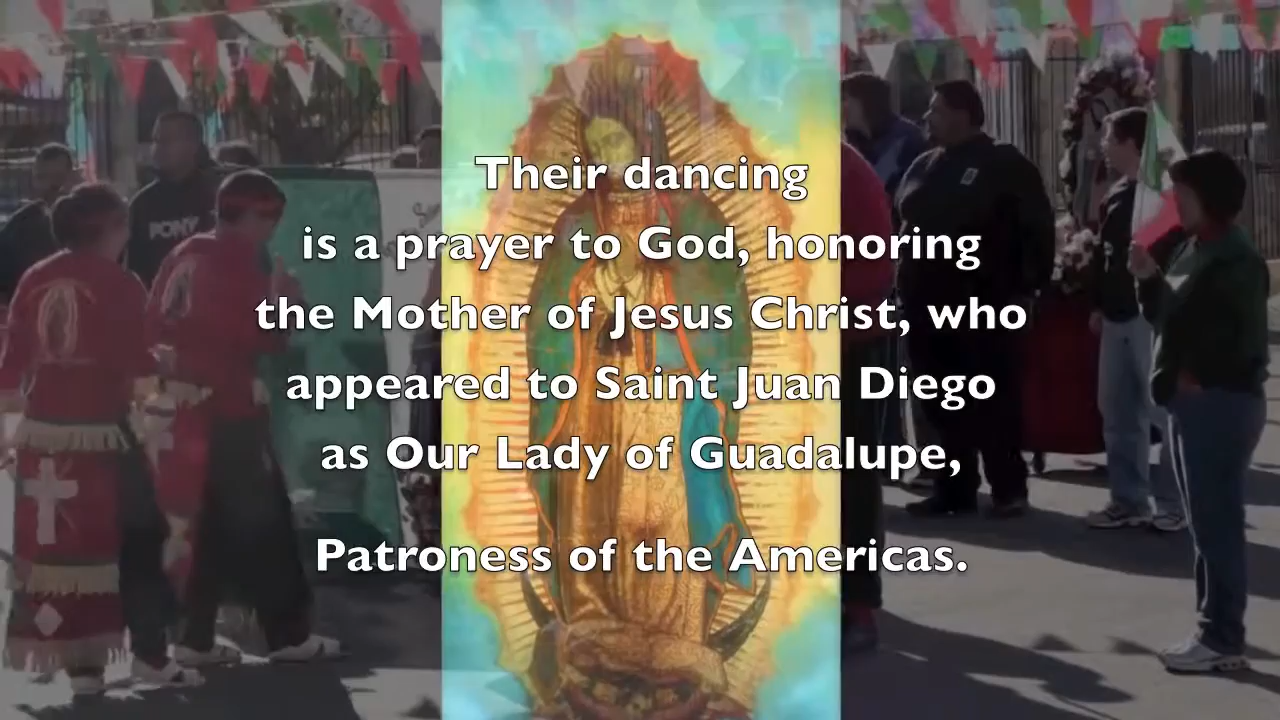 Their dancing
is a prayer to God, honoring
the Mother of Jesus Christ, who
appeared to Saint Juan Diego
as Our Lady of Guadalupe,
Patroness of the Americas.
PONY